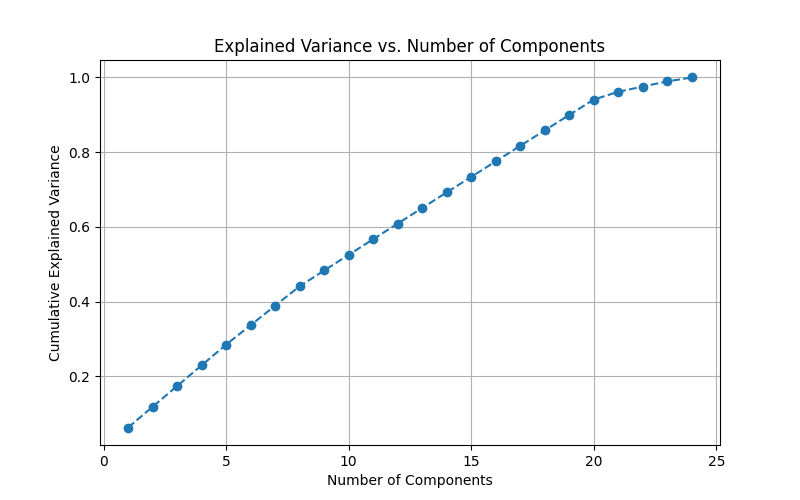 Explained Variance vs. Number of Components
Cumulative Explained Variance
1.0
0.8
0.6
0.4
0.2
0 5 10 15 20 25
Number of Components